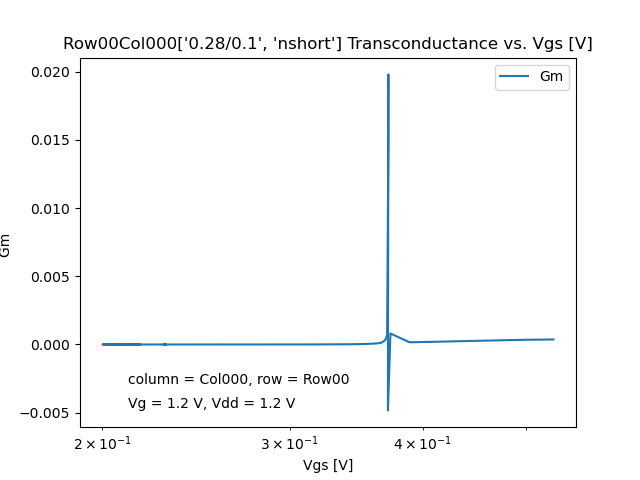 Row00Col000['0.28/0.1', 'nshort'] Transconductance vs. Vgs [V]
Gm
0.020
0.015
0.010
0.005
0.000
−0.005
Gm
column = Col000, row = Row00
Vg = 1.2 V, Vdd = 1.2 V
2 × 10⁻¹
3 × 10⁻¹
4 × 10⁻¹
Vgs [V]